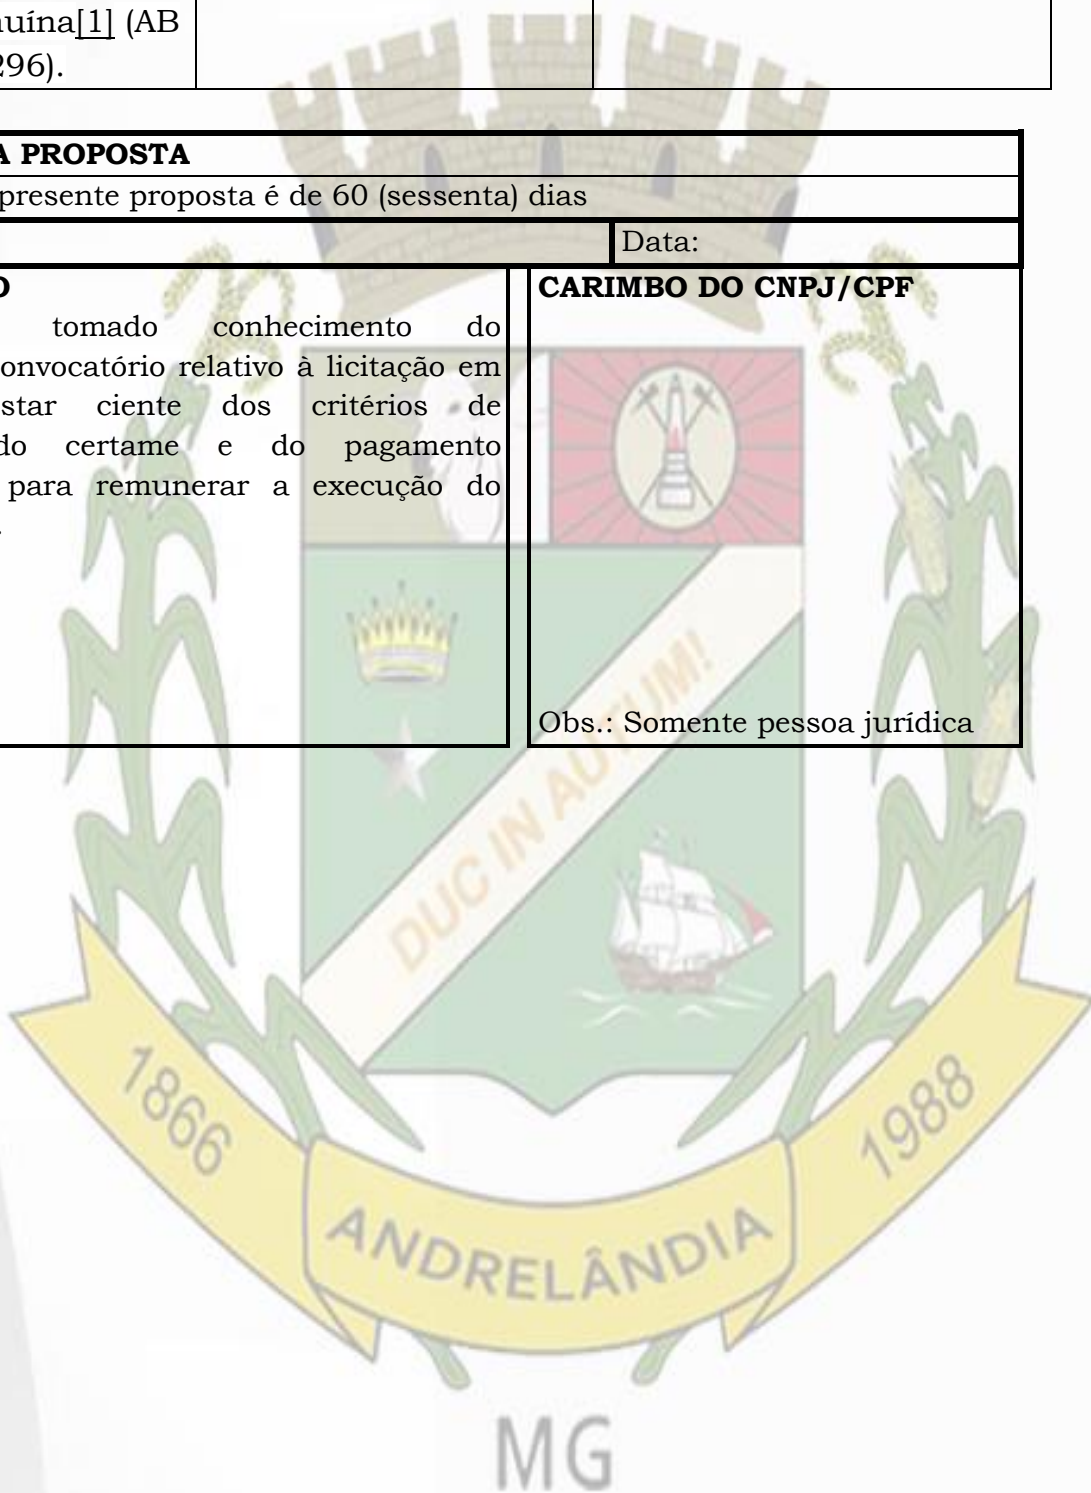 uína[1] (AB
296).
A PROPOSTA
presente proposta é de 60 (sessenta) dias
Data:
O
tomado conhecimento do
onvocatório relativo à licitação em
star ciente dos critérios de
do certame e do pagamento
para remunerar a execução do
.
CARIMBO DO CNPJ/CPF
Obs.: Somente pessoa jurídica
DUC IN AUTUM!
1866
ANDRELÂNDIA
1988
MG